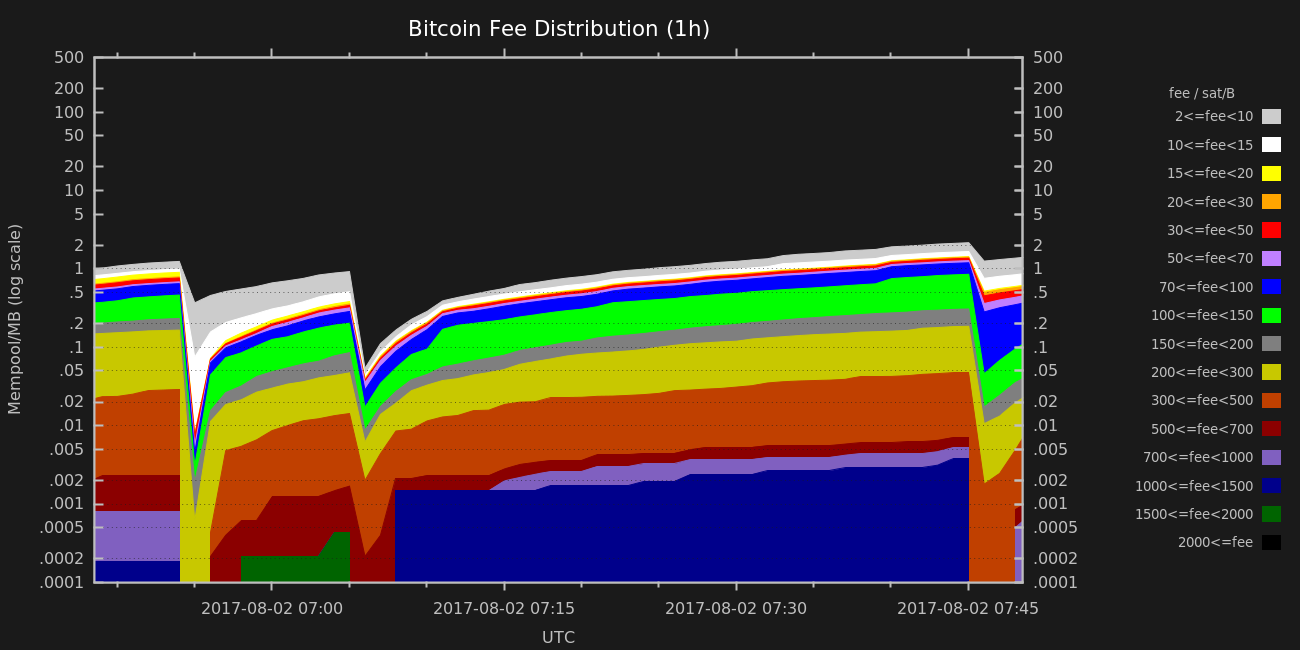 Bitcoin Fee Distribution (1h)
Mempool/MB (log scale)
500
200
100
50
20
10
5
2
1
.5
.2
.1
.05
.02
.01
.005
.002
.001
.0005
.0002
.0001
500
200
100
50
20
10
5
2
1
.5
.2
.1
.05
.02
.01
.005
.002
.001
.0005
.0002
.0001
2017-08-02 07:00
2017-08-02 07:15
2017-08-02 07:30
2017-08-02 07:45
UTC
fee / sat/B
2<=fee<10
10<=fee<15
15<=fee<20
20<=fee<30
30<=fee<50
50<=fee<70
70<=fee<100
100<=fee<150
150<=fee<200
200<=fee<300
300<=fee<500
500<=fee<700
700<=fee<1000
1000<=fee<1500
1500<=fee<2000
2000<=fee